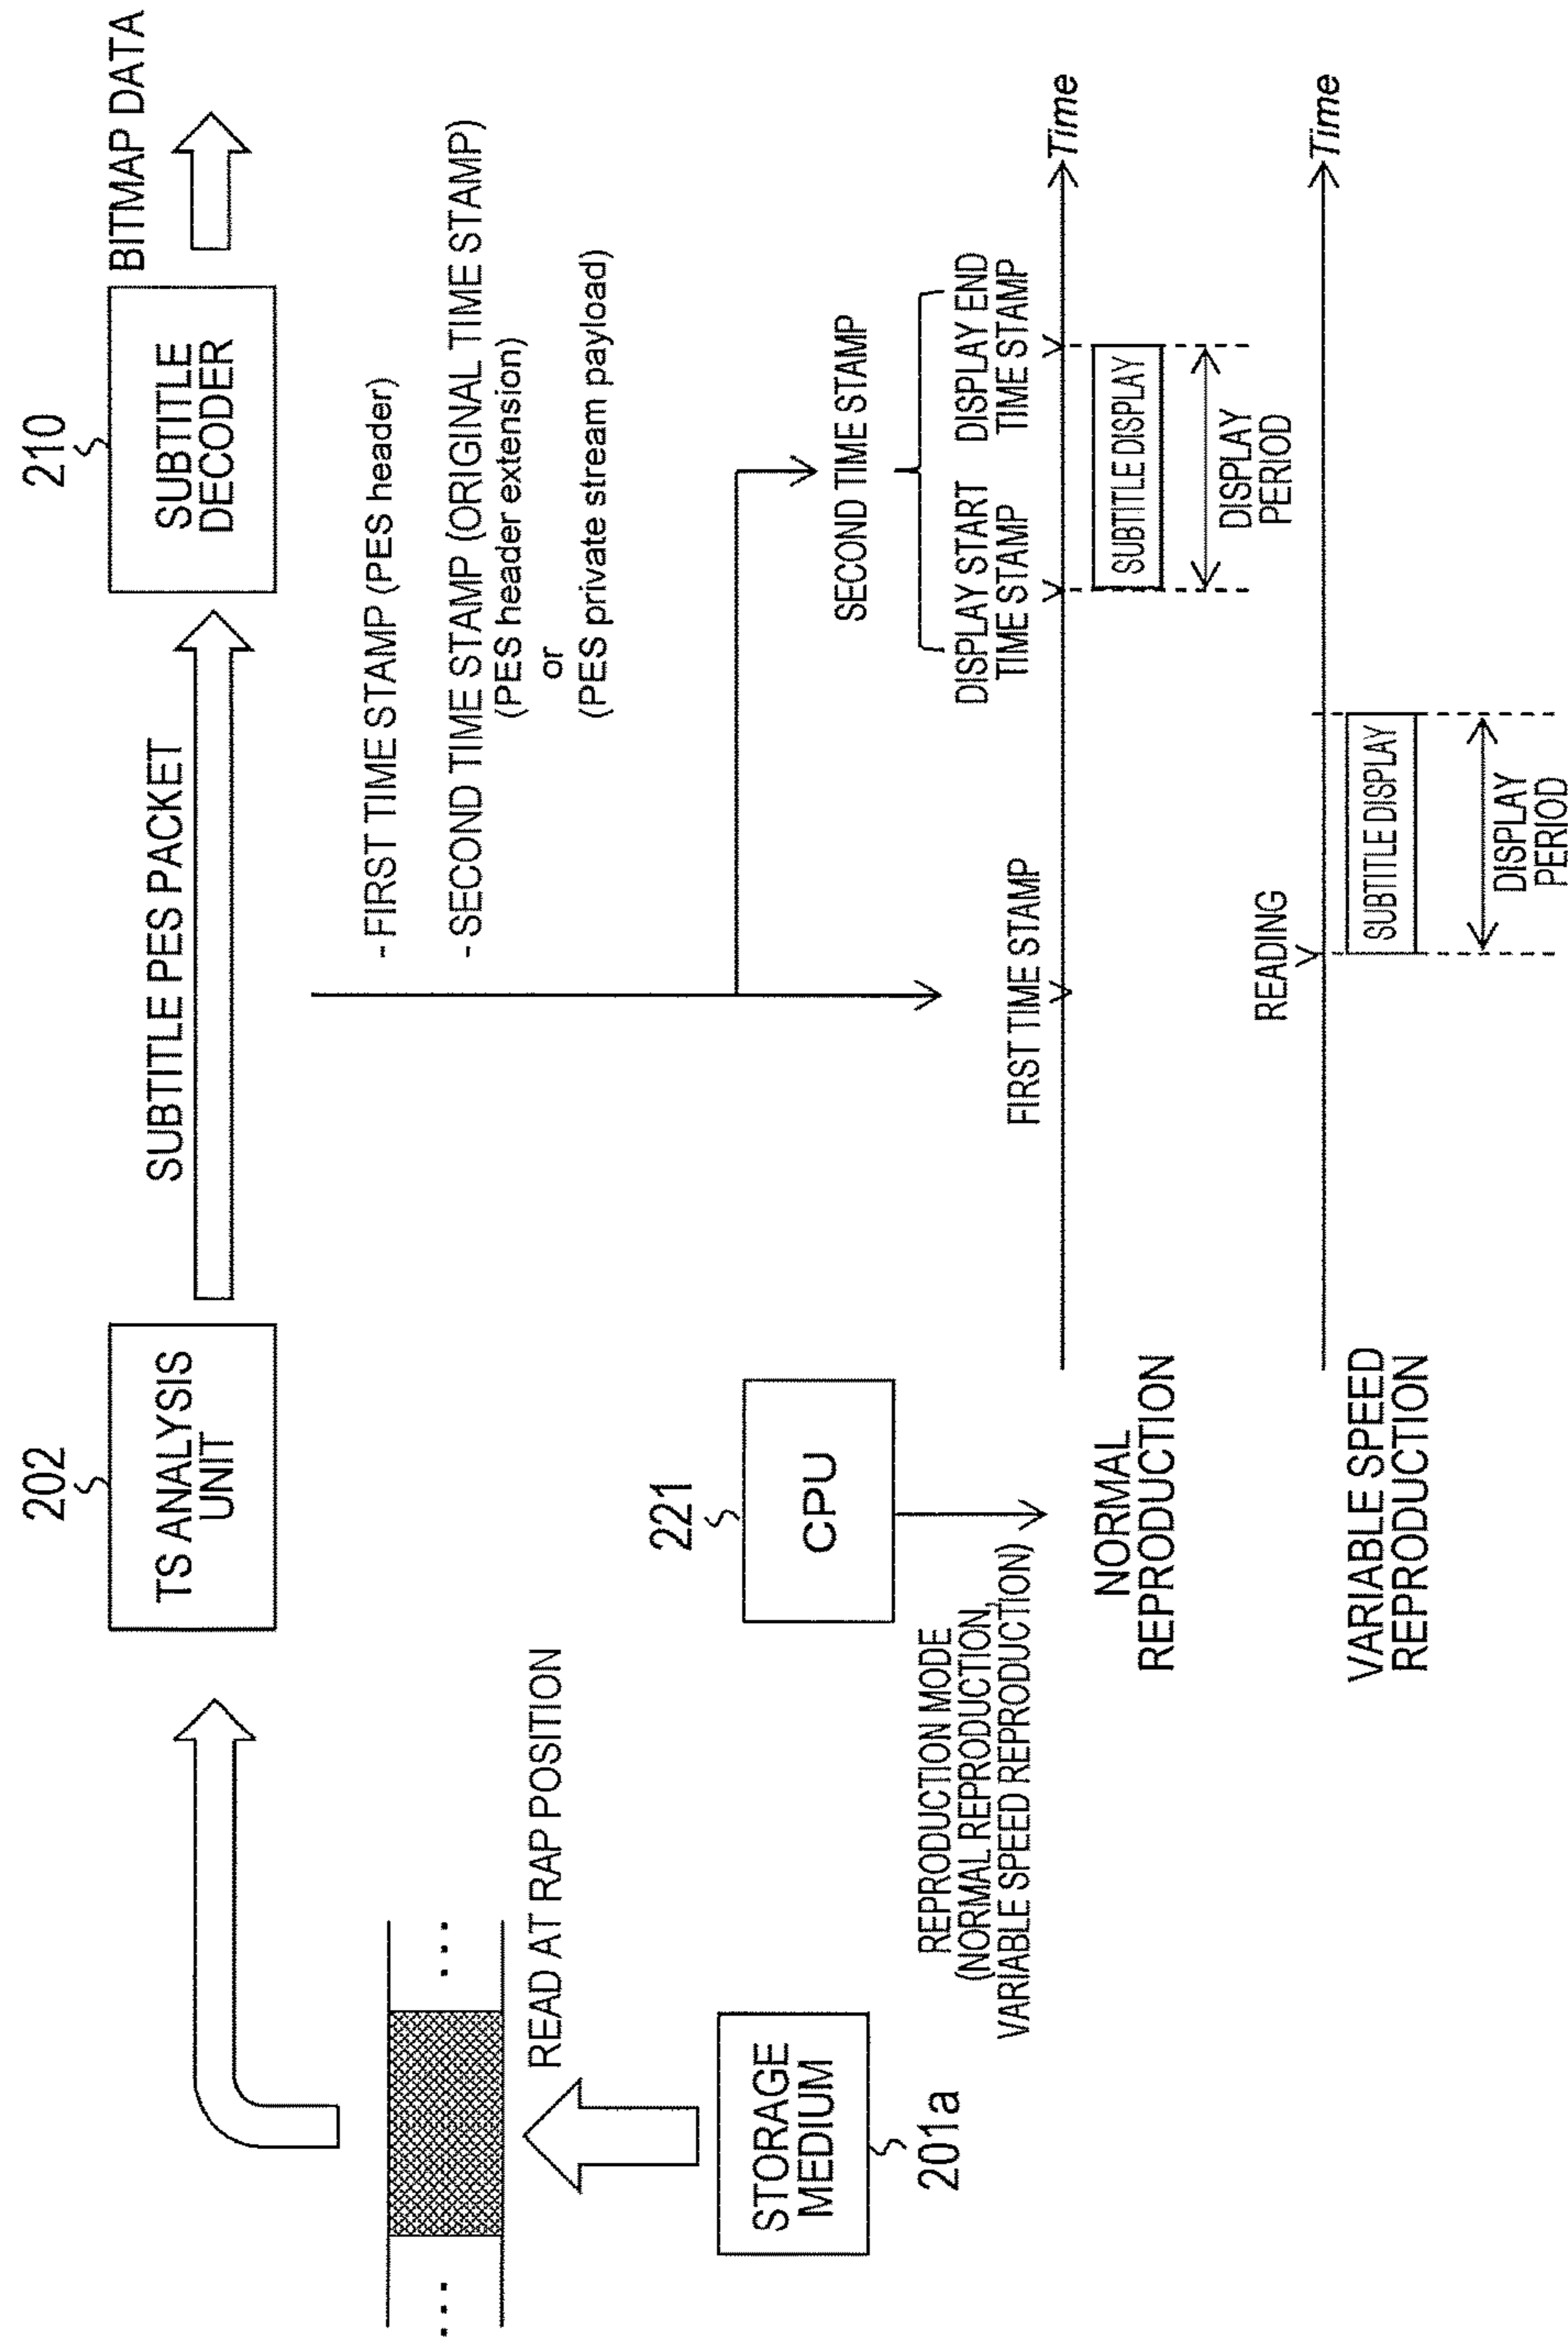 202
TS ANALYSIS
UNIT
SUBTITLE PES PACKET
210
SUBTITLE
DECODER
BITMAP DATA
- FIRST TIME STAMP (PES header)
- SECOND TIME STAMP (ORIGINAL TIME STAMP)
(PES header extension)
or
(PES private stream payload)
...
...
READ AT RAP POSITION
STORAGE
MEDIUM
201a
221
CPU
REPRODUCTION MODE
(NORMAL REPRODUCTION,
VARIABLE SPEED REPRODUCTION)
SECOND TIME STAMP
DISPLAY START
TIME STAMP
DISPLAY END
TIME STAMP
FIRST TIME STAMP
Time
NORMAL
REPRODUCTION
SUBTITLE DISPLAY
DISPLAY
PERIOD
READING
Time
VARIABLE SPEED
REPRODUCTION
SUBTITLE DISPLAY
DISPLAY
PERIOD